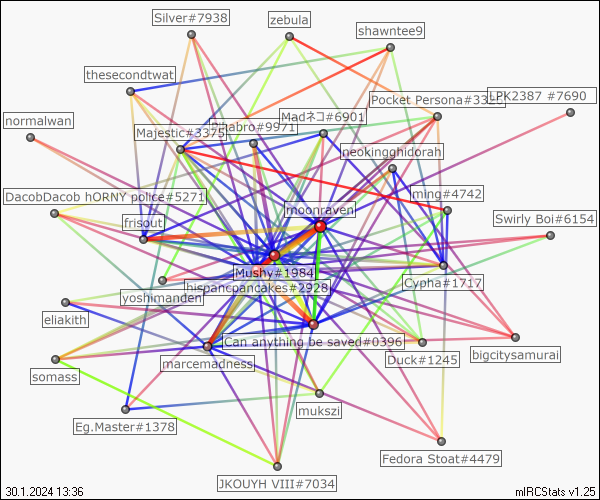 Silver#7938
zebula
shawntee9
thesecondtwat
LPK2387 #7690
Pocket Persona#33
Madネコ#6901
normalwan
Majestic#3375
#9971
neokingghidorah
DacobDacob hORNY police#5271
ming#4742
moonraven
frisout
Swirly Boi#6154
Mushy#1984
Cypha#1717
hispanicpancakes#2928
yoshimanden
eliakith
Can anything be saved#0396
bigcitysamurai
marcemadness
Duck#1245
somass
mukszi
Eg.Master#1378
Fedora Stoat#4479
JKOUYH VIII#7034
30.1.2024 13:36
mIRCStats v1.25